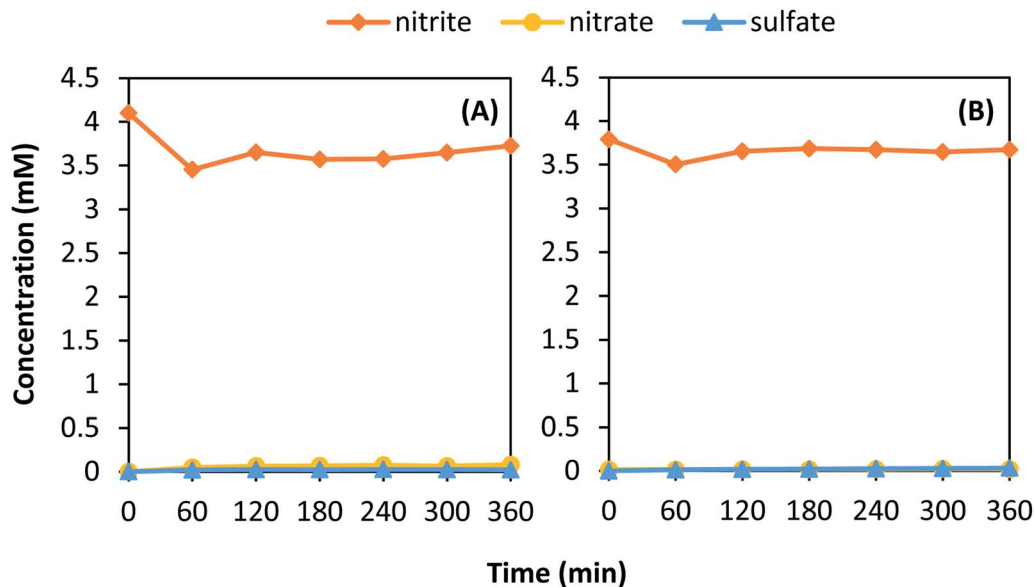 nitrite nitrate sulfate
4.5 4.5
(A) (B)
4 4
3.5 3.5
3 3
2.5 2.5
2 2
1.5 1.5
1 1
0.5 0.5
0 0
0 60 120 180 240 300 360 0 60 120 180 240 300 360
Concentration (mM)
Time (min)